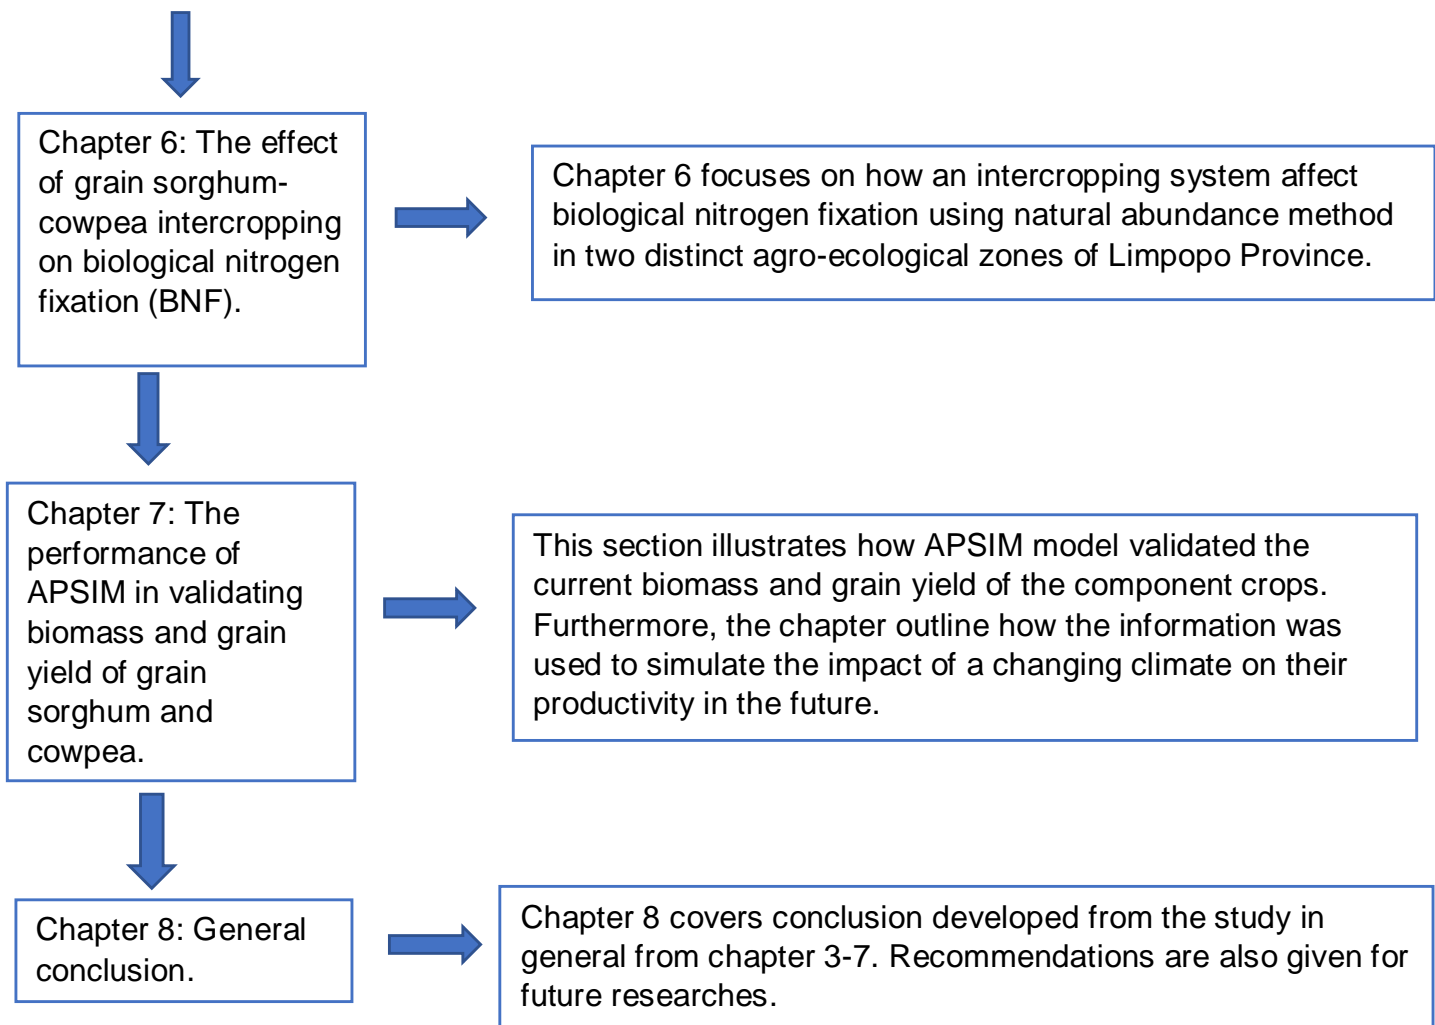 Chapter 6: The effect
of grain sorghum-
cowpea intercropping
on biological nitrogen
fixation (BNF).
Chapter 6 focuses on how an intercropping system affect
biological nitrogen fixation using natural abundance method
in two distinct agro-ecological zones of Limpopo Province.
Chapter 7: The
performance of
APSIM in validating
biomass and grain
yield of grain
sorghum and
cowpea.
This section illustrates how APSIM model validated the
current biomass and grain yield of the component crops.
Furthermore, the chapter outline how the information was
used to simulate the impact of a changing climate on their
productivity in the future.
Chapter 8: General
conclusion.
Chapter 8 covers conclusion developed from the study in
general from chapter 3-7. Recommendations are also given for
future researches.